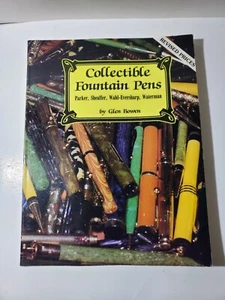 REVISED PRICES
Collectible
Fountain Pens
Parker, Sheaffer, Wahl-Eversharp, Waterman
by Glen Bowen